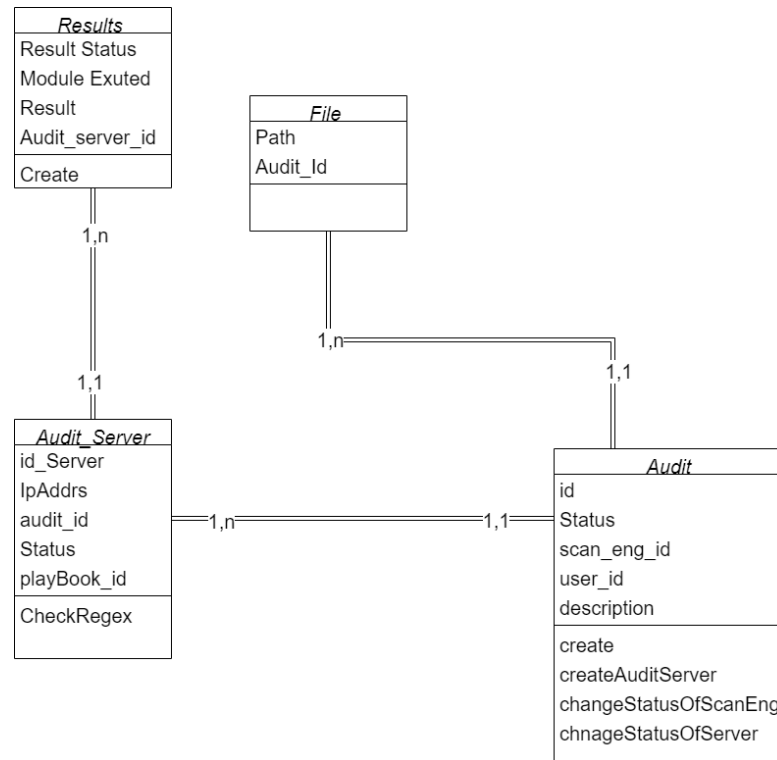 Results
Result Status
Module Exuted
Result
Audit_server_id
Create
File
Path
Audit_Id
1,n
1,n
1,1
1,1
Audit_Server
id_Server
IpAddrs
audit_id
Status
playBook_id
CheckRegex
1,n
1,1
Audit
id
Status
scan_eng_id
user_id
description
create
createAuditServer
changeStatusOfScanEng
chnageStatusOfServer